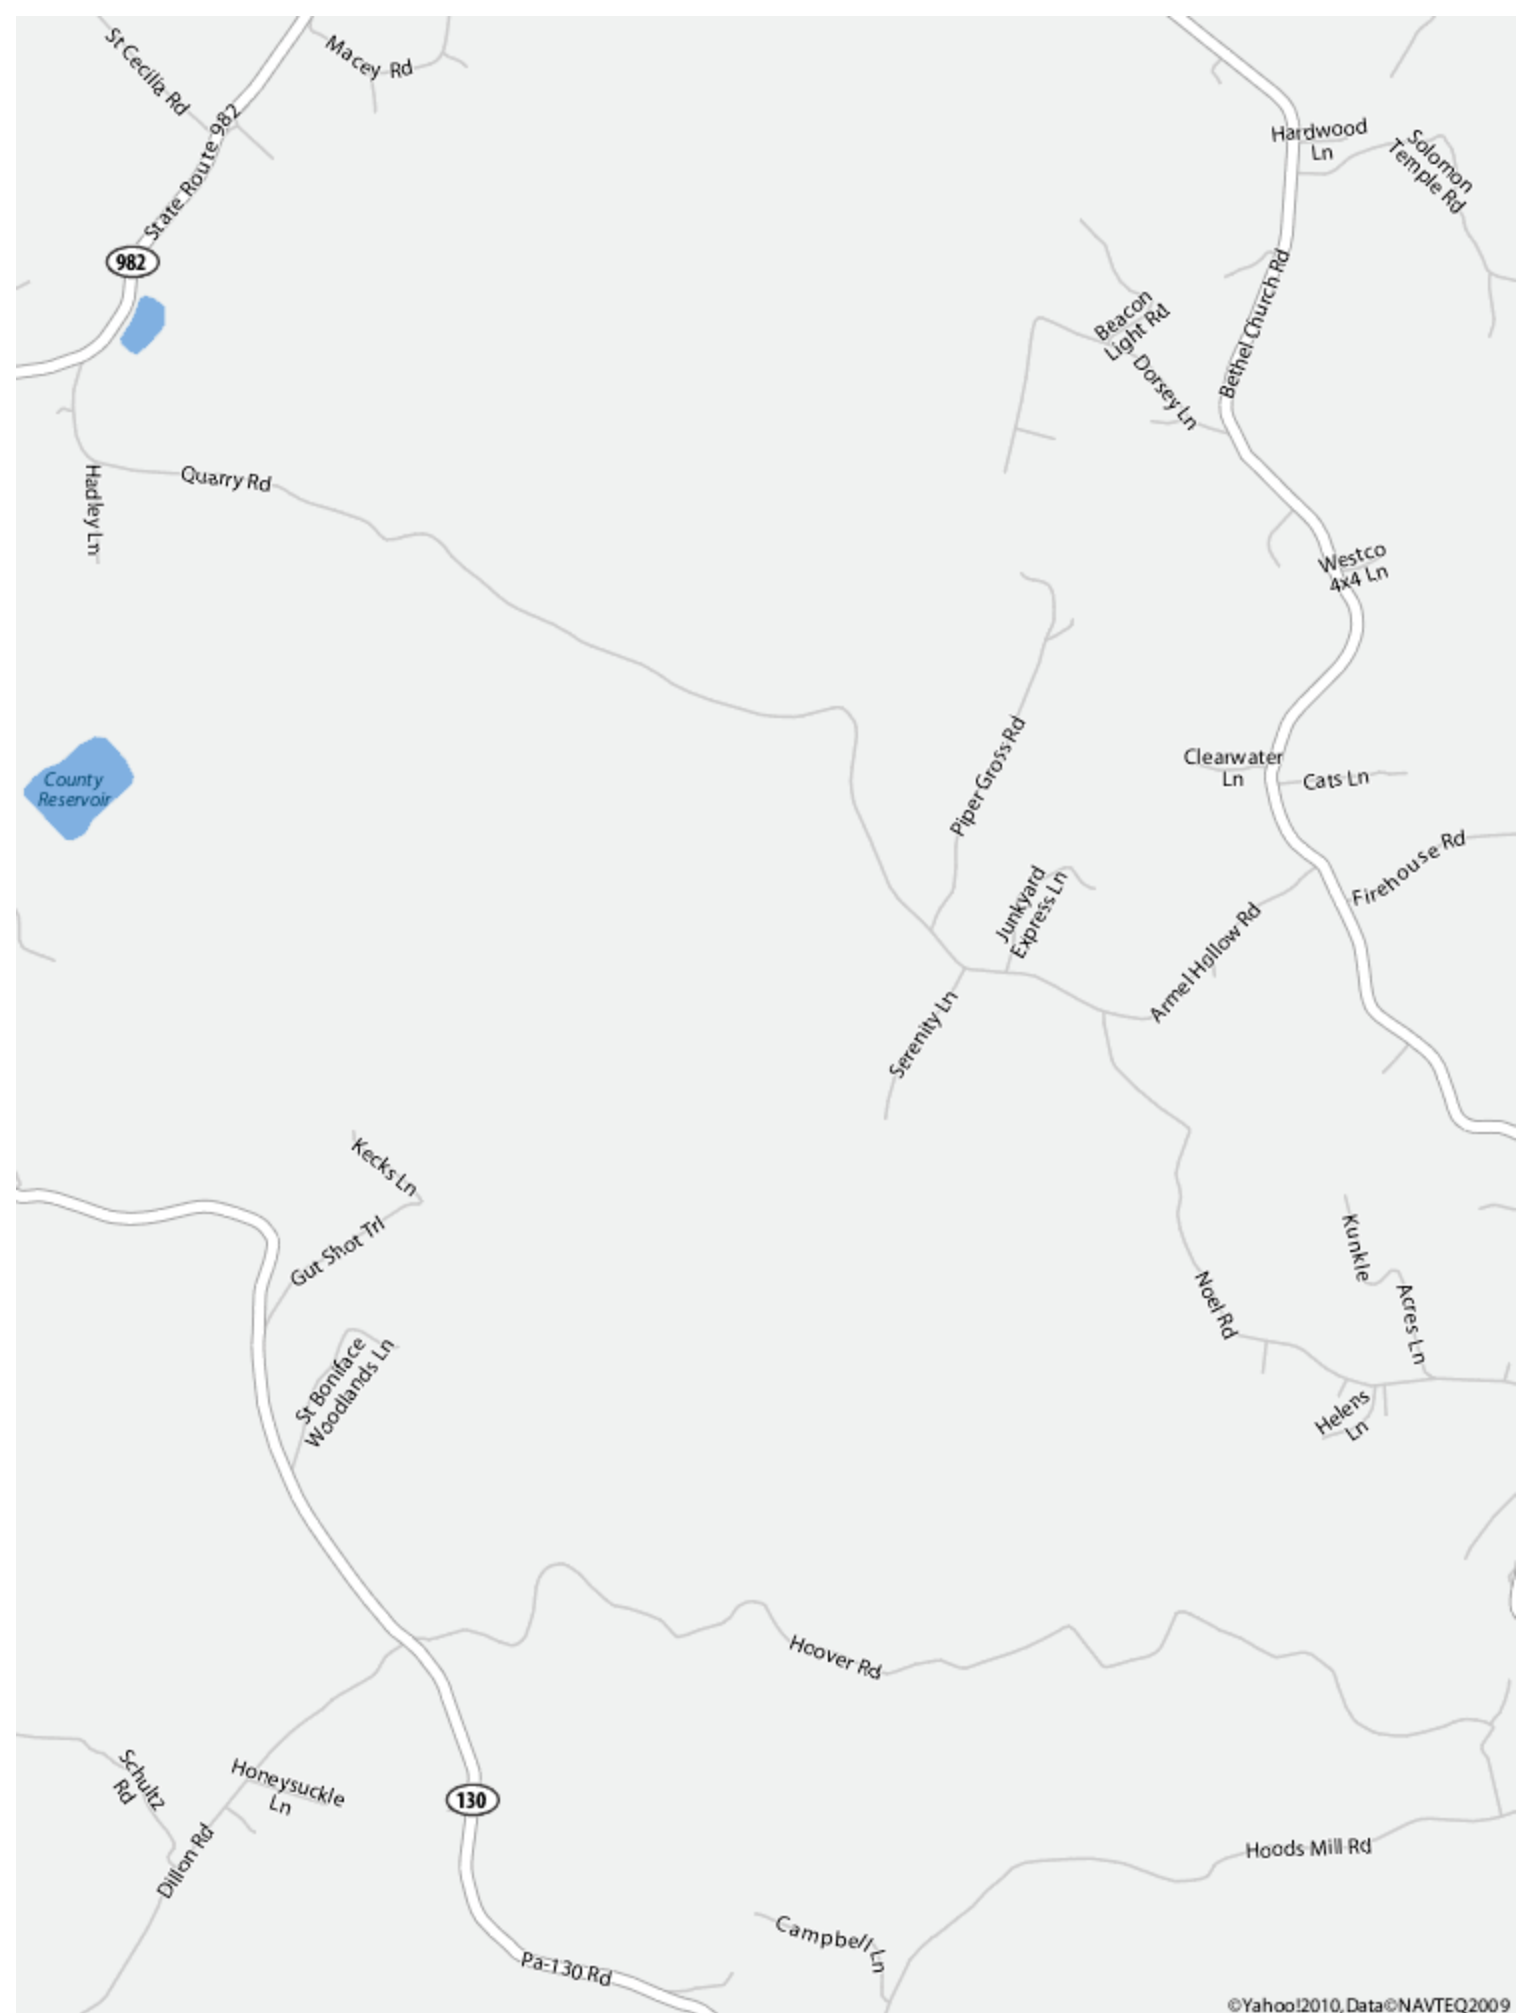 St Cecilia Rd
Macey Rd
State Route 982
982
Hardwood
Ln
Solomon
Temple Rd
Bethel Church Rd
Beacon
Light Rd
Dorsey Ln
Hadley Ln
Quarry Rd
Westco
4x4 Ln
Piper Gross Rd
Clearwater
Ln
Cats Ln
County
Reservoir
Firehouse Rd
Junkyard
Express Ln
Armel Hollow Rd
Serenity Ln
Kecks Ln
Gut Shot Trl
Kunkle
Acres Ln
Noel Rd
St Boniface
Woodlands Ln
Helens
Ln
Hoover Rd
Schultz
Rd
Honeysuckle
Ln
130
Dillon Rd
Hoods Mill Rd
Campbell Ln
Pa-130 Rd
©Yahoo!2010, Data©NAVTEQ2009